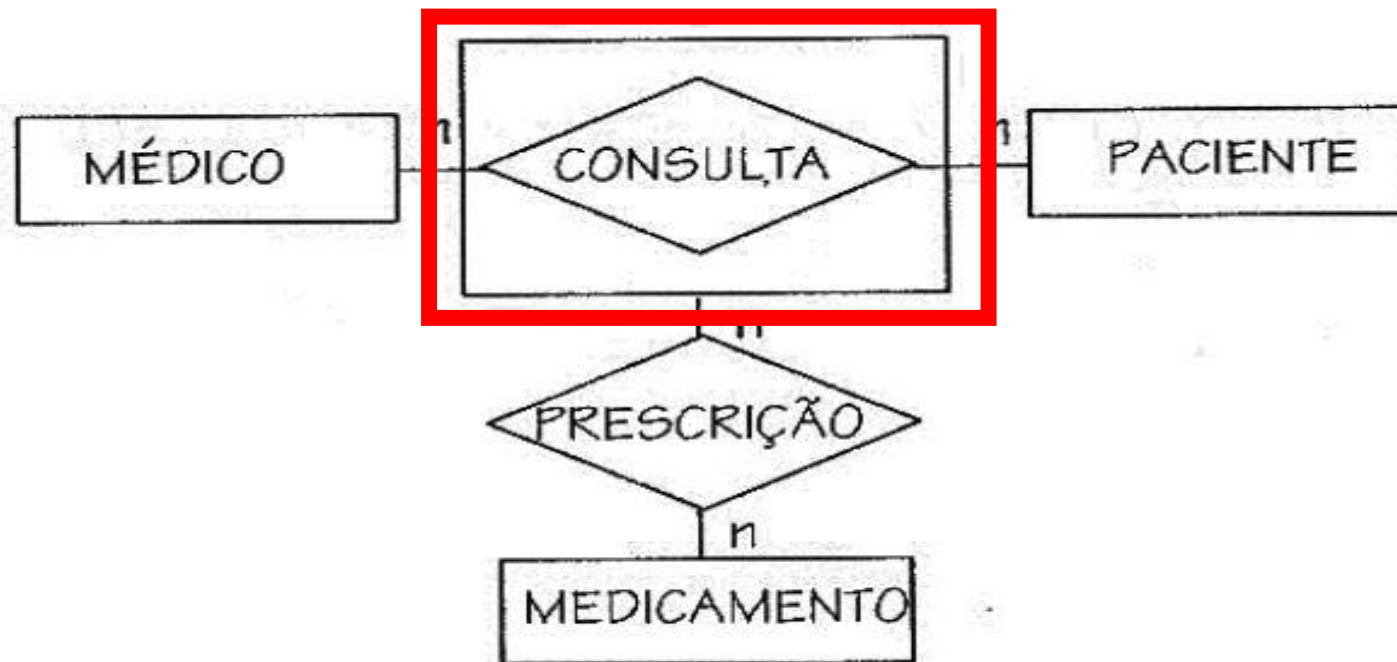 MÉDICO
n
CONSULTA
n
PACIENTE
n
PRESCRIÇÃO
n
MEDICAMENTO